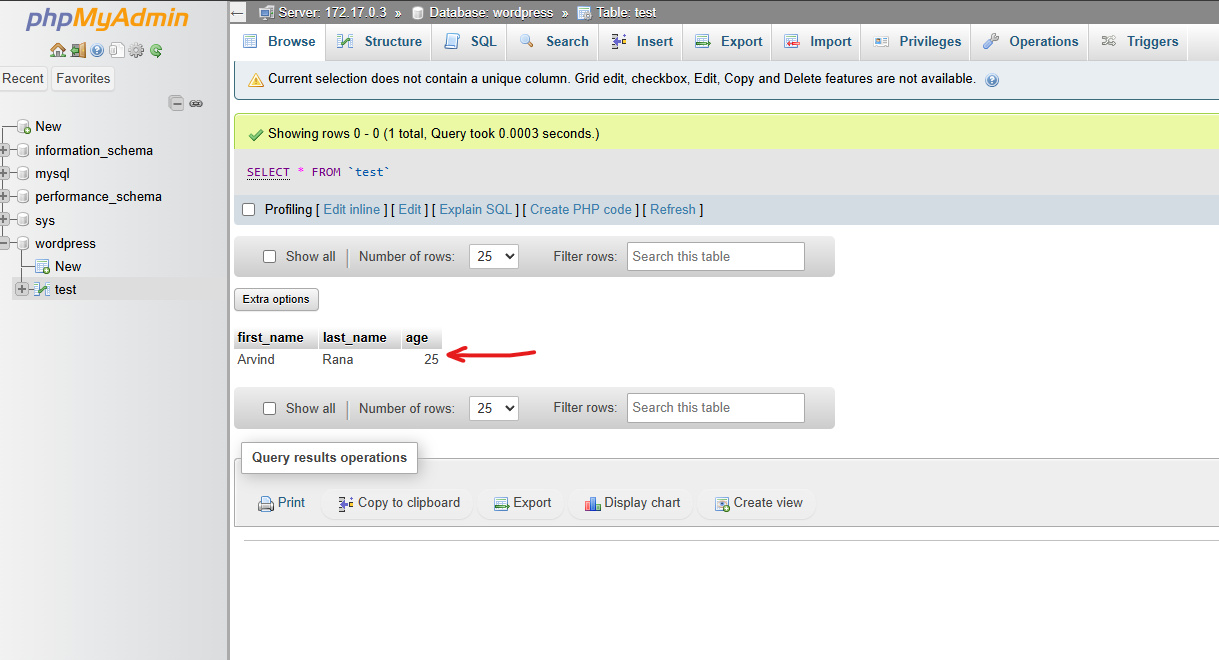 phpMyAdmin
Recent Favorites
New
information_schema
mysql
performance_schema
sys
wordpress
New
test
Server: 172.17.0.3 » Database: wordpress » Table: test
Browse Structure SQL Search Insert Export Import Privileges Operations Triggers
Current selection does not contain a unique column. Grid edit, checkbox, Edit, Copy and Delete features are not available.
Showing rows 0 - 0 (1 total, Query took 0.0003 seconds.)
SELECT * FROM `test`
Profiling [ Edit inline ] [ Edit ] [ Explain SQL ] [ Create PHP code ] [ Refresh ]
Show all | Number of rows: 25 Filter rows: Search this table
Extra options
first_name last_name age
Arvind Rana 25
Show all | Number of rows: 25 Filter rows: Search this table
Query results operations
Print Copy to clipboard Export Display chart Create view